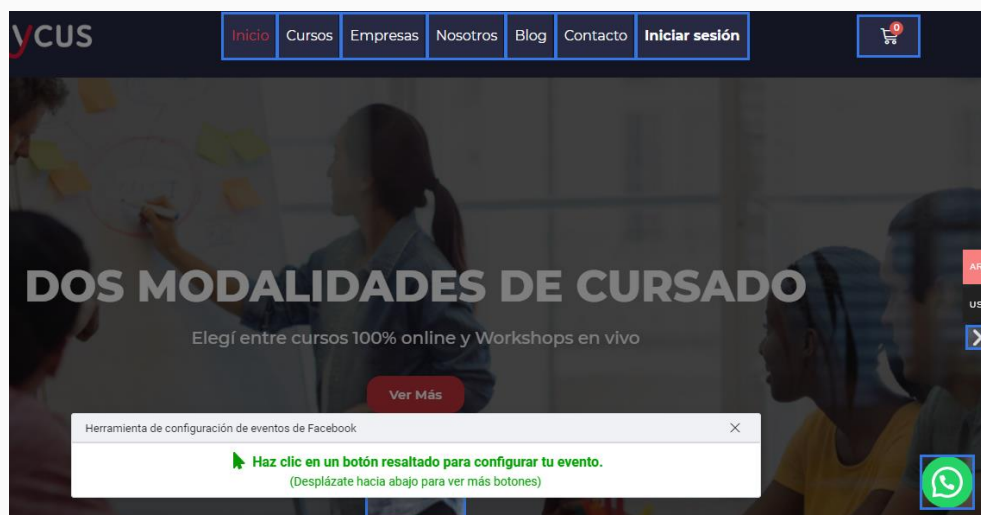 ycus
Inicio Cursos Empresas Nosotros Blog Contacto Iniciar sesión
0
DOS MODALIDADES DE CURSADO
AR
US
Elegí entre cursos 100% online y Workshops en vivo
Ver Más
Herramienta de configuración de eventos de Facebook
Haz clic en un botón resaltado para configurar tu evento.
(Desplázate hacia abajo para ver más botones)